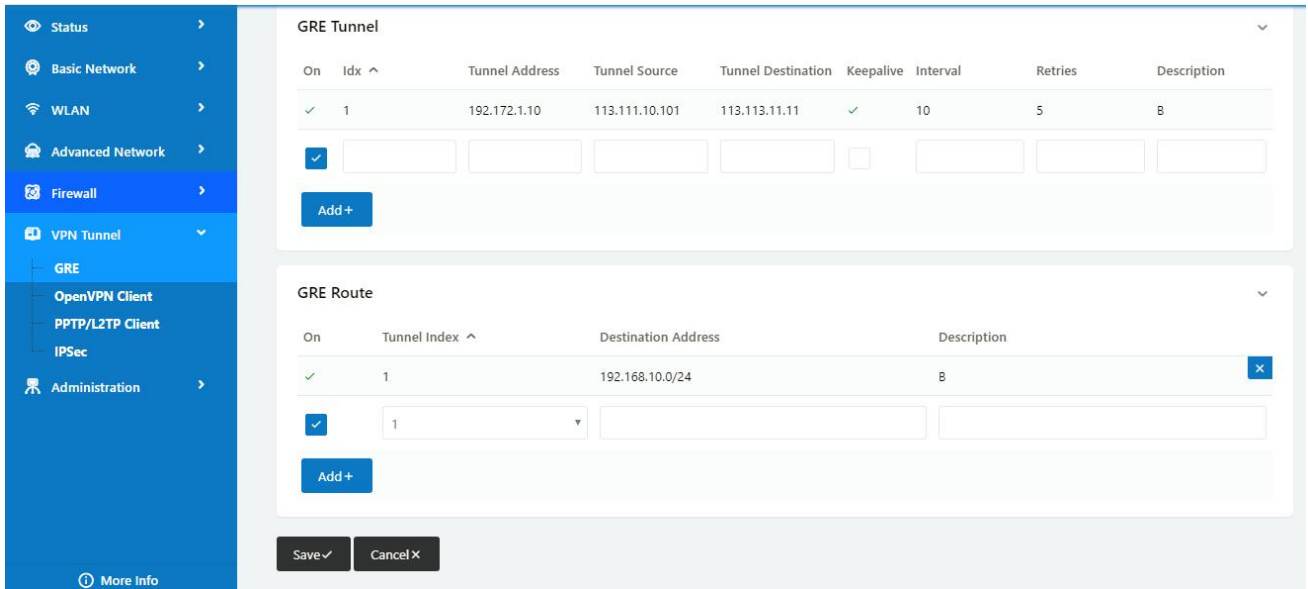 Status
Basic Network
WLAN
Advanced Network
Firewall
VPN Tunnel
GRE
OpenVPN Client
PPTP/L2TP Client
IPSec
Administration
More Info
GRE Tunnel
On Idx Tunnel Address Tunnel Source Tunnel Destination Keepalive Interval Retries Description
1 192.172.1.10 113.111.10.101 113.113.11.11 10 5 B
Add+
GRE Route
On Tunnel Index Destination Address Description
1 192.168.10.0/24 B
1
Add+
Save Cancel